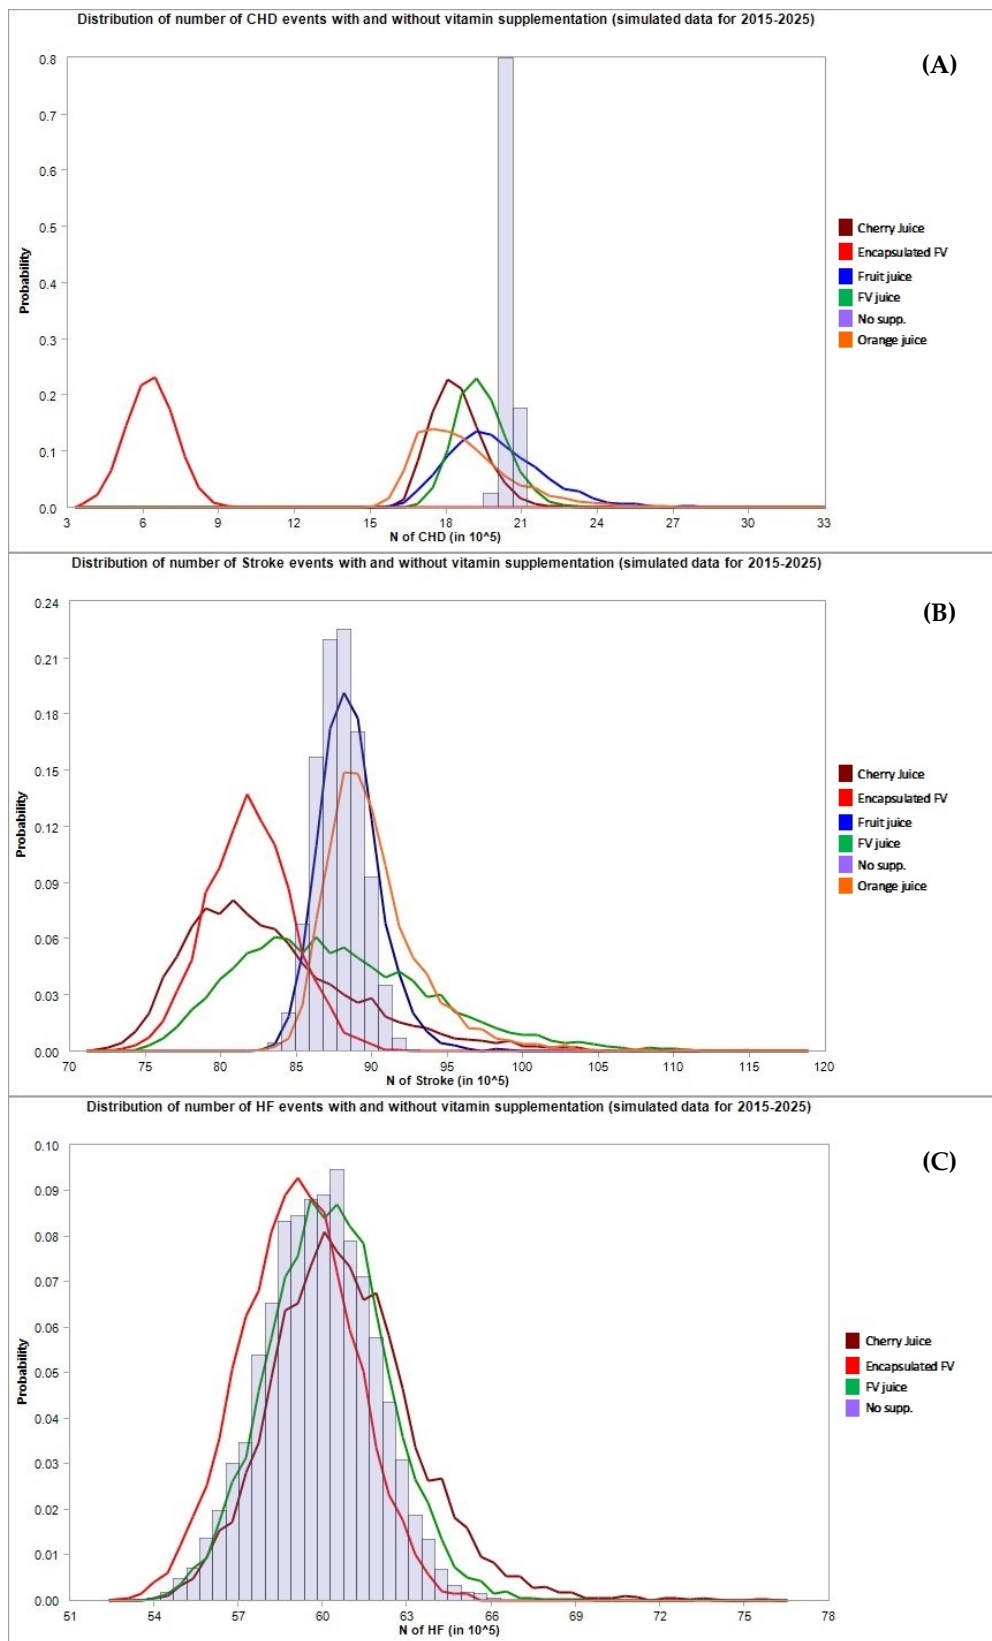 Distribution of number of CHD events with and without vitamin supplementation (simulated data for 2015-2025)
(A)
0.8
0.7
0.6
0.5
0.4
0.3
0.2
0.1
0.0
Probability
3 6 9 12 15 18 21 24 27 30 33
N of CHD (in 10^5)
Cherry Juice
Encapsulated FV
Fruit juice
FV juice
No supp.
Orange juice
Distribution of number of Stroke events with and without vitamin supplementation (simulated data for 2015-2025)
(B)
0.24
0.21
0.18
0.15
0.12
0.09
0.06
0.03
0.00
Probability
70 75 80 85 90 95 100 105 110 115 120
N of Stroke (in 10^5)
Cherry Juice
Encapsulated FV
Fruit juice
FV juice
No supp.
Orange juice
Distribution of number of HF events with and without vitamin supplementation (simulated data for 2015-2025)
(C)
0.10
0.09
0.08
0.07
0.06
0.05
0.04
0.03
0.02
0.01
0.00
Probability
51 54 57 60 63 66 69 72 75 78
N of HF (in 10^5)
Cherry Juice
Encapsulated FV
FV juice
No supp.